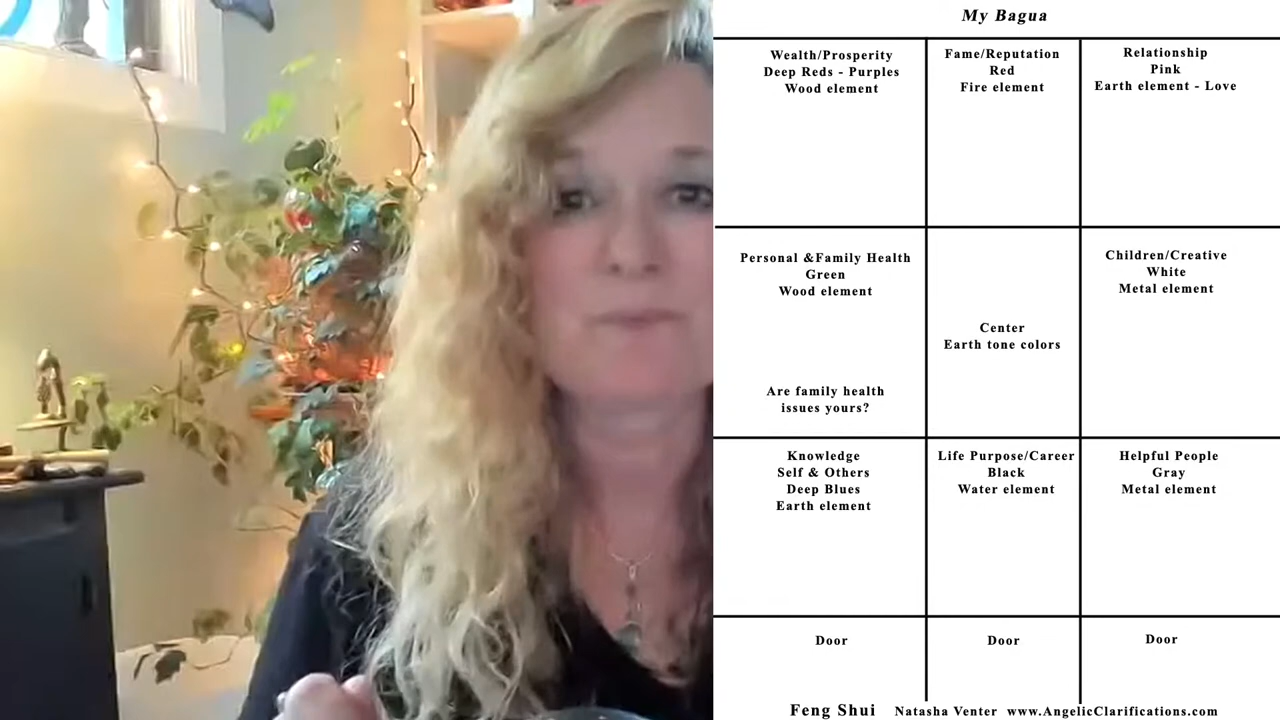 My Bagua
Wealth/Prosperity
Deep Reds - Purples
Wood element
Fame/Reputation
Red
Fire element
Relationship
Pink
Earth element - Love
Personal &Family Health
Green
Wood element
Are family health
issues yours?
Center
Earth tone colors
Children/Creative
White
Metal element
Knowledge
Self & Others
Deep Blues
Earth element
Life Purpose/Career
Black
Water element
Helpful People
Gray
Metal element
Door
Door
Door
Feng Shui Natasha Venter www.AngelicClarifications.com